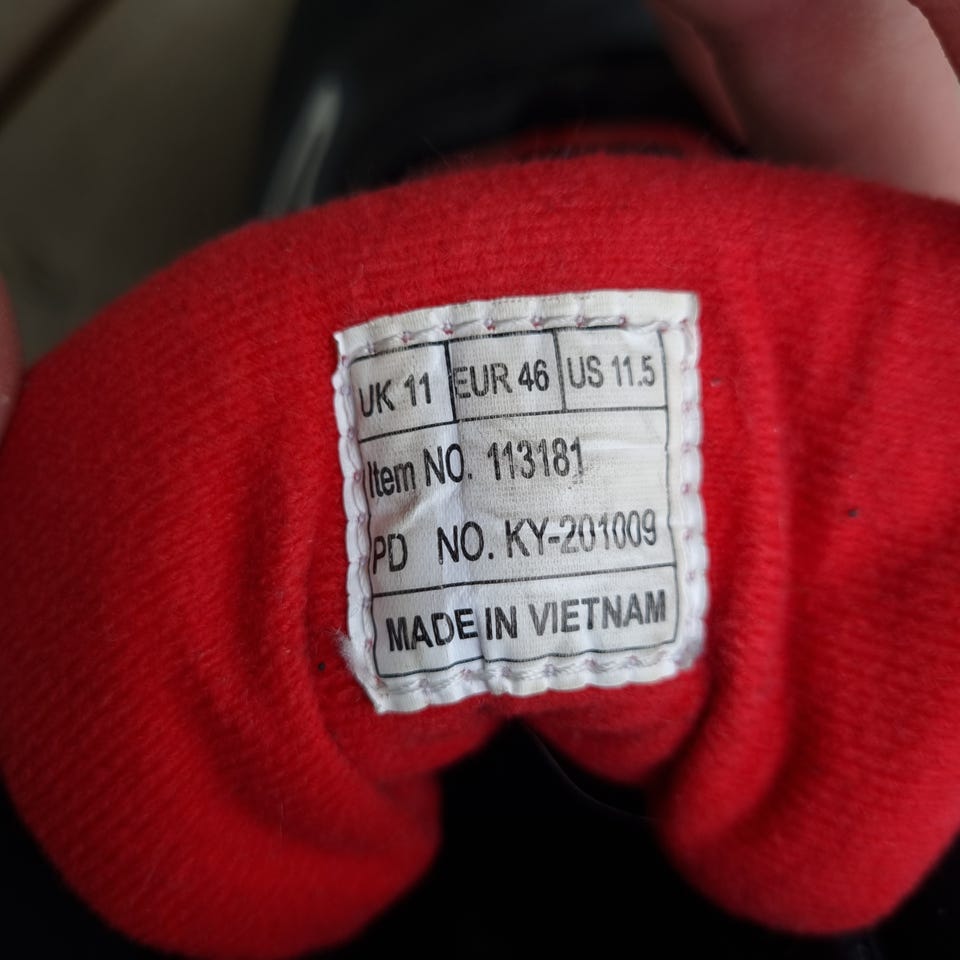 UK 11 EUR 46 US 11.5
Item NO. 113181
PD NO. KY-201009
MADE IN VIETNAM